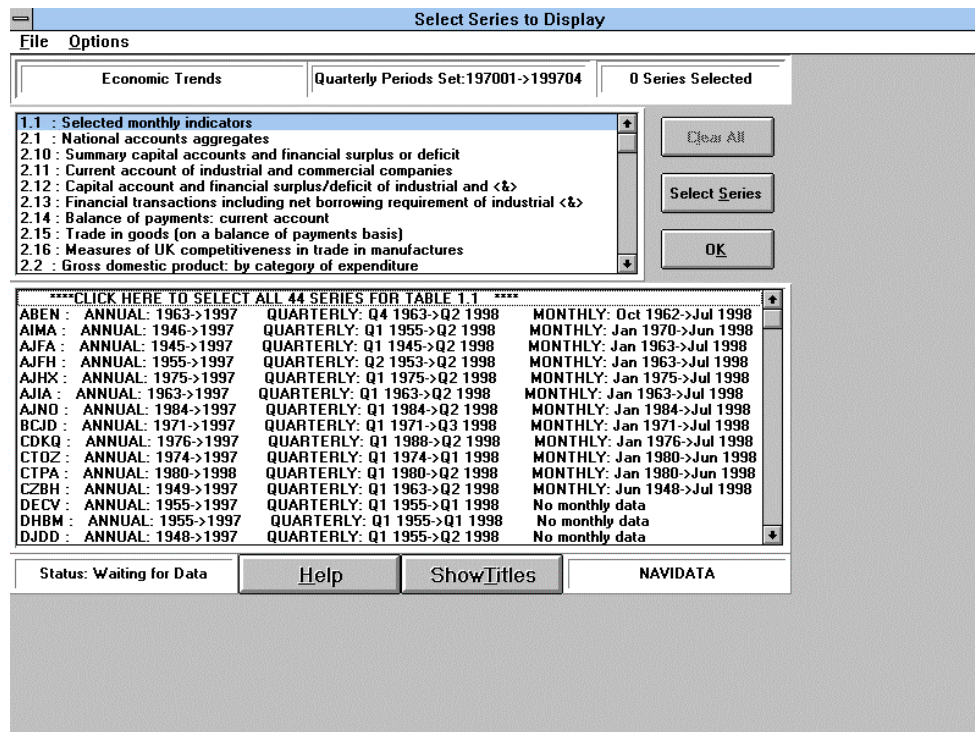 Select Series to Display
File Options
Economic Trends Quarterly Periods Set:197001->199704 0 Series Selected
1.1 : Selected monthly indicators
2.1 : National accounts aggregates
2.10 : Summary capital accounts and financial surplus or deficit
2.11 : Current account of industrial and commercial companies
2.12 : Capital account and financial surplus/deficit of industrial and <&>
2.13 : Financial transactions including net borrowing requirement of industrial <&>
2.14 : Balance of payments: current account
2.15 : Trade in goods (on a balance of payments basis)
2.16 : Measures of UK competitiveness in trade in manufactures
2.2 : Gross domestic product: by category of expenditure
Clear All
Select Series
OK
****CLICK HERE TO SELECT ALL 44 SERIES FOR TABLE 1.1 ****
ABEN : ANNUAL: 1963->1997 QUARTERLY: Q4 1963->Q2 1998 MONTHLY: Oct 1962->Jul 1998
AIMA : ANNUAL: 1946->1997 QUARTERLY: Q1 1955->Q2 1998 MONTHLY: Jan 1970->Jun 1998
AJFA : ANNUAL: 1945->1997 QUARTERLY: Q1 1945->Q2 1998 MONTHLY: Jan 1963->Jul 1998
AJFH : ANNUAL: 1955->1997 QUARTERLY: Q2 1953->Q2 1998 MONTHLY: Jan 1963->Jul 1998
AJHX : ANNUAL: 1975->1997 QUARTERLY: Q1 1975->Q2 1998 MONTHLY: Jan 1975->Jul 1998
AJIA : ANNUAL: 1963->1997 QUARTERLY: Q1 1963->Q2 1998 MONTHLY: Jan 1963->Jul 1998
AJNO : ANNUAL: 1984->1997 QUARTERLY: Q1 1984->Q2 1998 MONTHLY: Jan 1984->Jul 1998
BCJD : ANNUAL: 1971->1997 QUARTERLY: Q1 1971->Q3 1998 MONTHLY: Jan 1971->Jul 1998
CDKQ : ANNUAL: 1976->1997 QUARTERLY: Q1 1988->Q2 1998 MONTHLY: Jan 1976->Jul 1998
CTOZ : ANNUAL: 1974->1997 QUARTERLY: Q1 1974->Q1 1998 MONTHLY: Jan 1980->Jun 1998
CTPA : ANNUAL: 1980->1998 QUARTERLY: Q1 1980->Q2 1998 MONTHLY: Jan 1980->Jun 1998
CZBH : ANNUAL: 1949->1997 QUARTERLY: Q1 1963->Q2 1998 MONTHLY: Jun 1948->Jul 1998
DECV : ANNUAL: 1955->1997 QUARTERLY: Q1 1955->Q1 1998 No monthly data
DHBM : ANNUAL: 1955->1997 QUARTERLY: Q1 1955->Q1 1998 No monthly data
DJDD : ANNUAL: 1948->1997 QUARTERLY: Q1 1955->Q2 1998 No monthly data
Status: Waiting for Data Help ShowTitles NAVIDATA